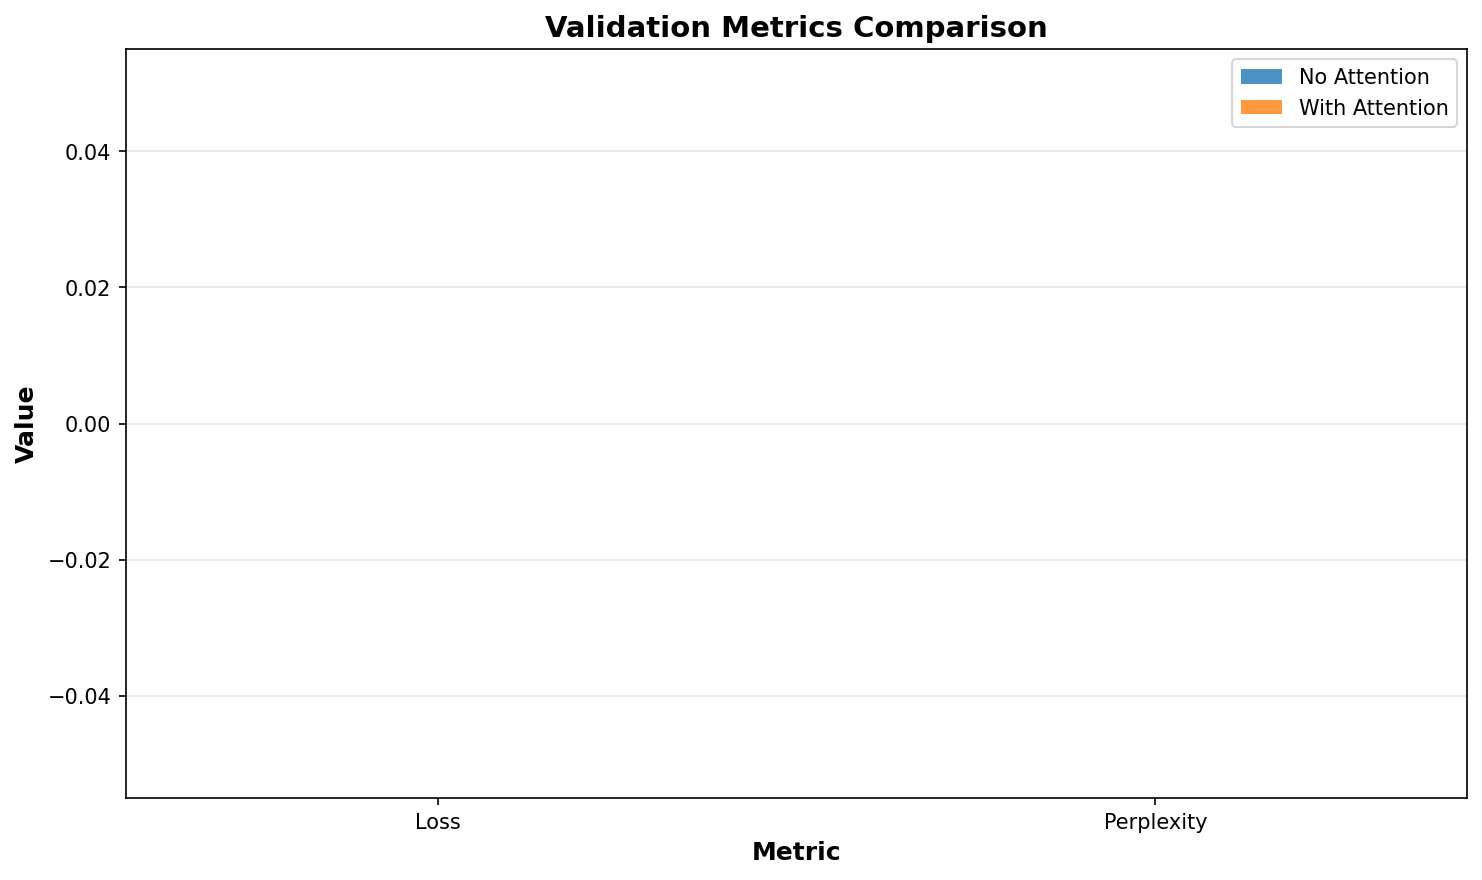 Validation Metrics Comparison
No Attention
With Attention
0.04
0.02
0.00
−0.02
−0.04
Value
Loss
Perplexity
Metric